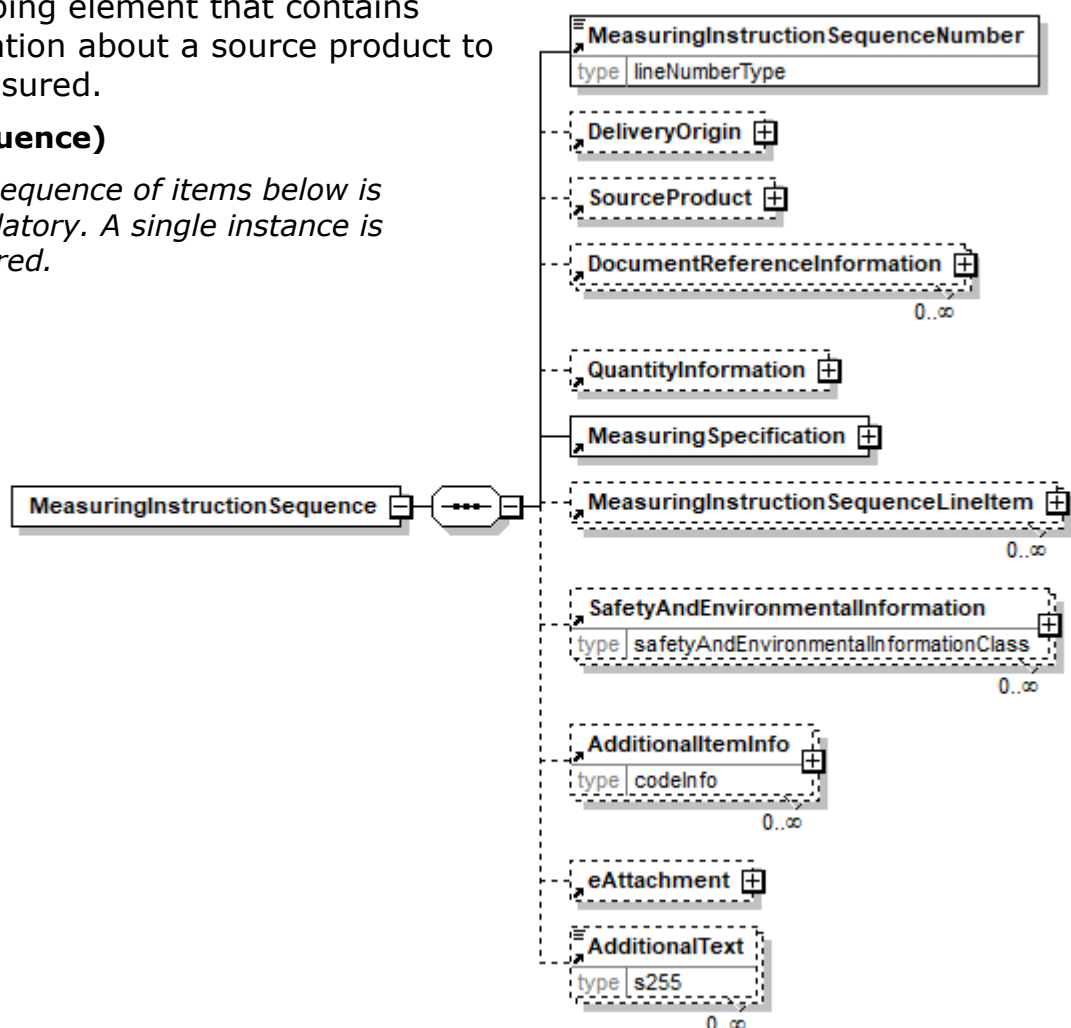 ping element that contains
ation about a source product to
sured.
uence)
equence of items below is
latory. A single instance is
red.
MeasuringInstructionSequence
MeasuringInstructionSequenceNumber
type lineNumberType
DeliveryOrigin
SourceProduct
DocumentReferenceInformation
0..∞
QuantityInformation
MeasuringSpecification
MeasuringInstructionSequenceLineItem
0..∞
SafetyAndEnvironmentalInformation
type safetyAndEnvironmentalInformationClass
0..∞
AdditionalItemInfo
type codeInfo
0..∞
eAttachment
AdditionalText
type s255
0..∞